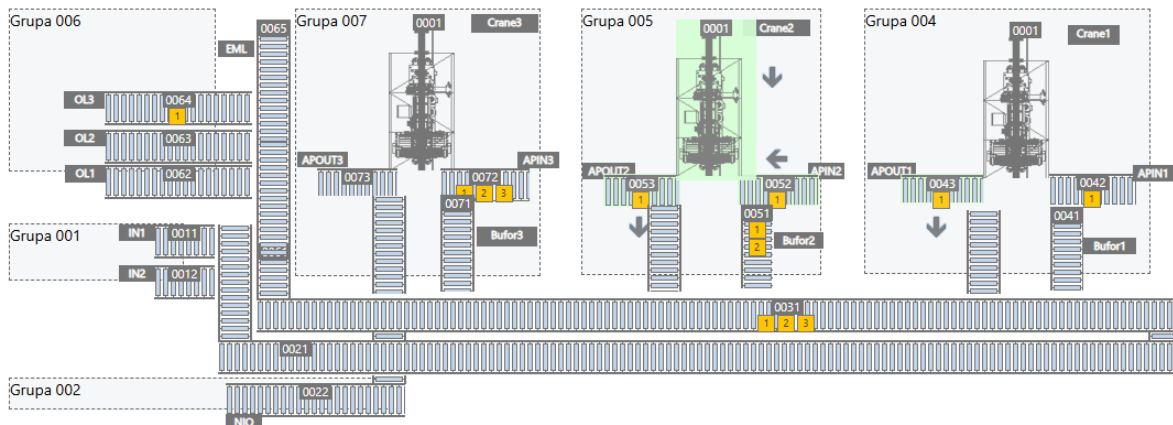 Grupa 006
0065
EML
OL3
0064
1
OL2
0063
OL1
0062
Grupa 001
IN1
0011
IN2
0012
Grupa 007
0001
Crane3
APOUT3
0073
0072
APIN3
1 2 3
0071
Bufor3
Grupa 005
0001
Crane2
APOUT2
0053
1
0052
APIN2
1
0051
1
2
Bufor2
Grupa 004
0001
Crane1
APOUT1
0043
1
0042
APIN1
1
0041
Bufor1
0031
1 2 3
0021
Grupa 002
0022
NIO